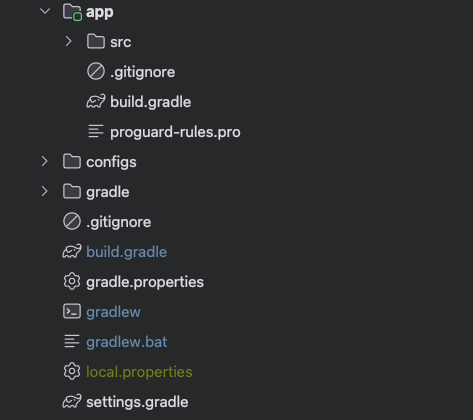 app
src
.gitignore
build.gradle
proguard-rules.pro
configs
gradle
.gitignore
build.gradle
gradle.properties
gradlew
gradlew.bat
local.properties
settings.gradle